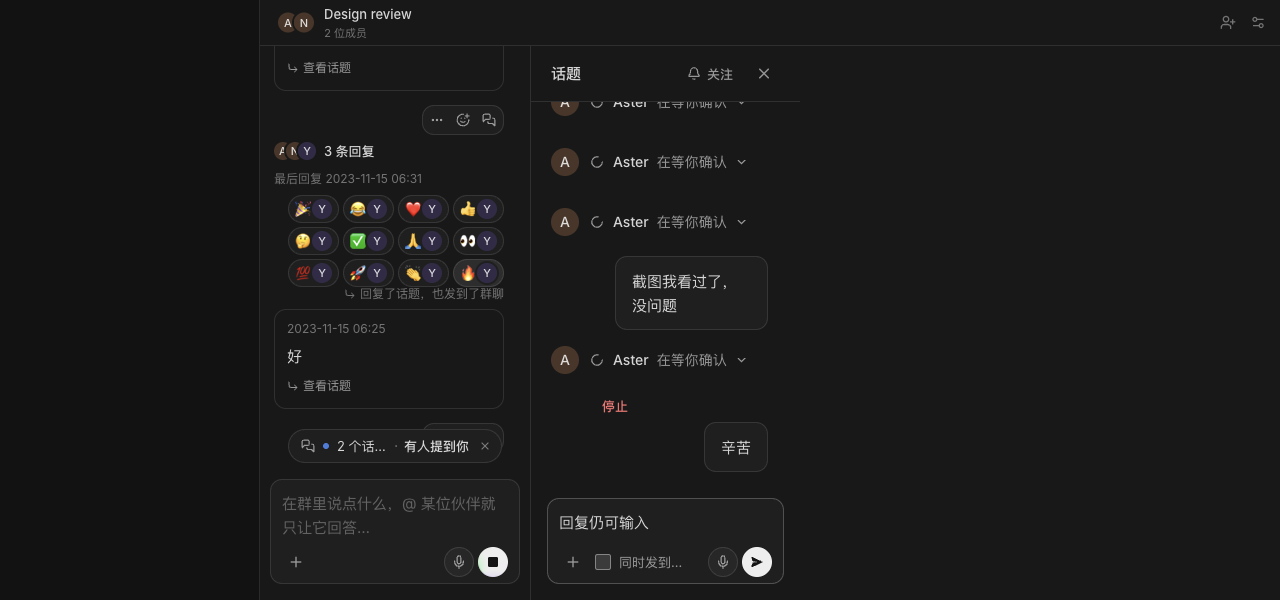 A N
Design review
2 位成员
查看话题
A N Y 3 条回复
最后回复 2023-11-15 06:31
Y Y Y Y
Y Y Y Y
Y Y Y Y
回复了话题，也发到了群聊
2023-11-15 06:25
好
查看话题
2 个话... · 有人提到你
在群里说点什么，@ 某位伙伴就
只让它回答...
话题
关注
A Aster 在等你确认
A Aster 在等你确认
A Aster 在等你确认
截图我看过了，
没问题
A Aster 在等你确认
停止
辛苦
回复仍可输入
同时发到...